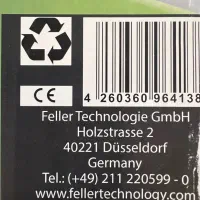 CE
4 260360 964138
Feller Technologie GmbH
Holzstrasse 2
40221 Düsseldorf
Germany
Tel.: (+49) 211 220599 - 0
www.fellertechnology.com